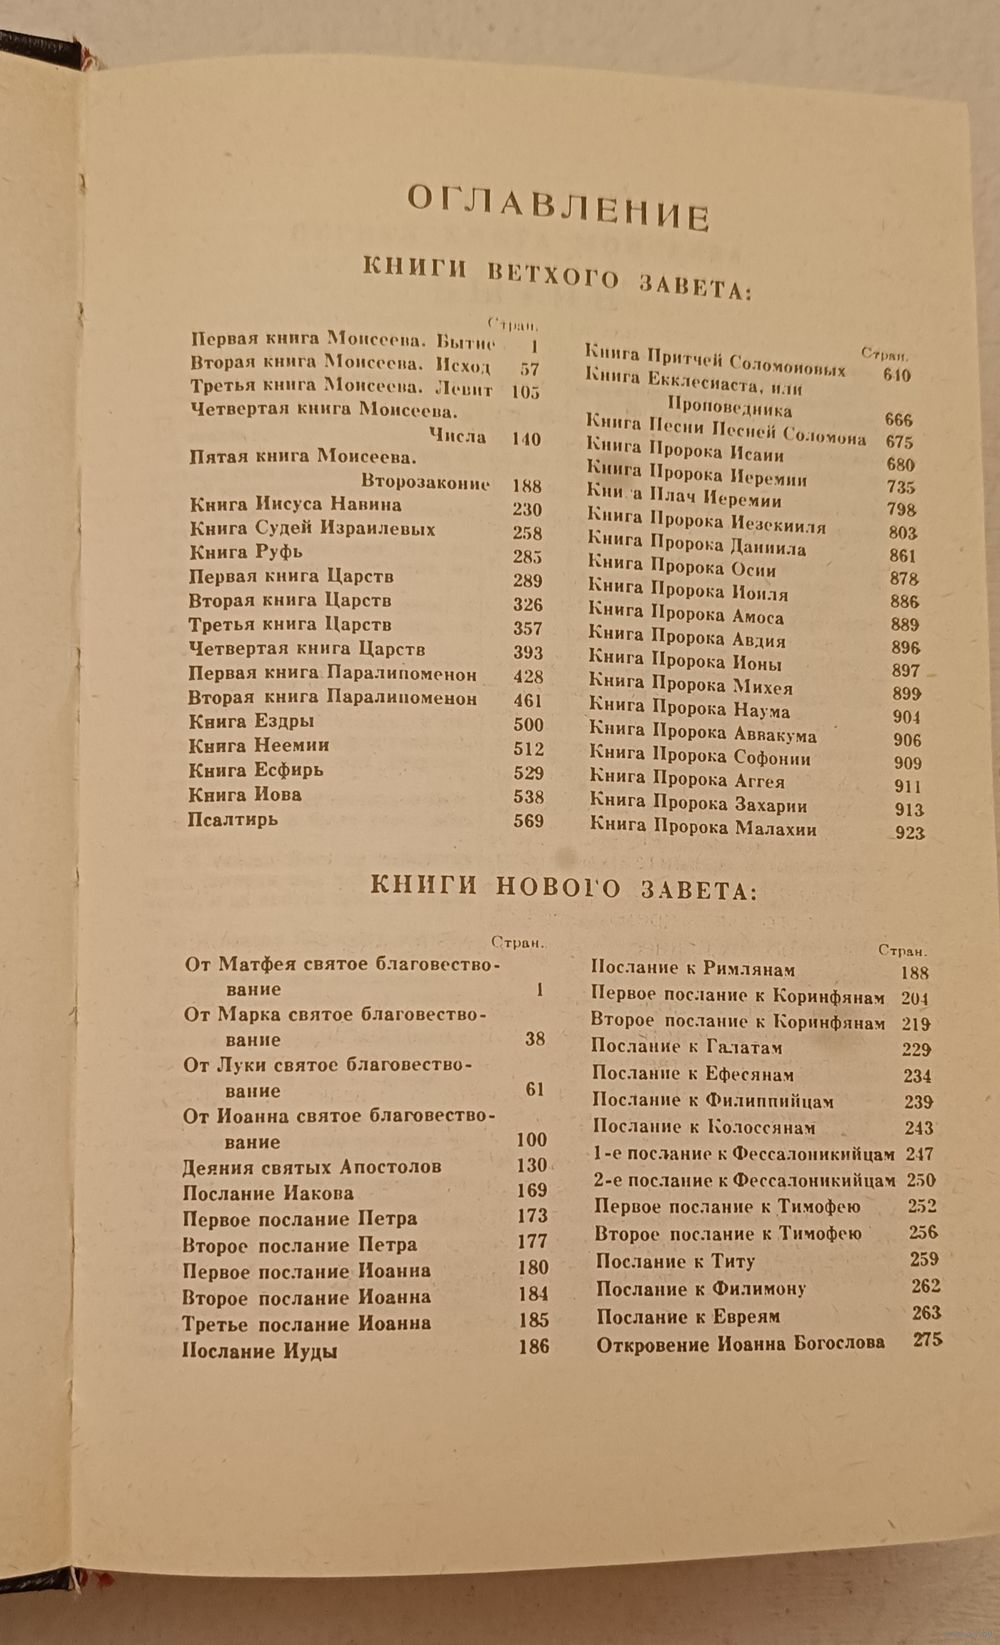 ОГЛАВЛЕНИЕ
КНИГИ ВЕТХОГО ЗАВЕТА:
Стран.
Первая книга Моисеева. Бытие 1
Вторая книга Моисеева. Исход 57
Третья книга Моисеева. Левит 105
Четвертая книга Моисеева.
Числа 140
Пятая книга Моисеева.
Второзаконие 188
Книга Иисуса Навина 230
Книга Судей Израилевых 258
Книга Руфь 285
Первая книга Царств 289
Вторая книга Царств 326
Третья книга Царств 357
Четвертая книга Царств 393
Первая книга Паралипоменон 428
Вторая книга Паралипоменон 461
Книга Ездры 500
Книга Неемии 512
Книга Есфирь 529
Книга Иова 538
Псалтирь 569
Стран.
Книга Притчей Соломоновых 640
Книга Екклесиаста, или
Проповедника 666
Книга Песни Песней Соломона 675
Книга Пророка Исаии 680
Книга Пророка Иеремии 735
Книга Плач Иеремии 798
Книга Пророка Иезекииля 803
Книга Пророка Даниила 861
Книга Пророка Осии 878
Книга Пророка Иоиля 886
Книга Пророка Амоса 889
Книга Пророка Авдия 896
Книга Пророка Ионы 897
Книга Пророка Михея 899
Книга Пророка Наума 904
Книга Пророка Аввакума 906
Книга Пророка Софонии 909
Книга Пророка Аггея 911
Книга Пророка Захарии 913
Книга Пророка Малахии 923
КНИГИ НОВОГО ЗАВЕТА:
Стран.
От Матфея святое благовество-
вание 1
От Марка святое благовество-
вание 38
От Луки святое благовество-
вание 61
От Иоанна святое благовество-
вание 100
Деяния святых Апостолов 130
Послание Иакова 169
Первое послание Петра 173
Второе послание Петра 177
Первое послание Иоанна 180
Второе послание Иоанна 184
Третье послание Иоанна 185
Послание Иуды 186
Стран.
Послание к Римлянам 188
Первое послание к Коринфянам 204
Второе послание к Коринфянам 219
Послание к Галатам 229
Послание к Ефесянам 234
Послание к Филиппийцам 239
Послание к Колоссянам 243
1-е послание к Фессалоникийцам 247
2-е послание к Фессалоникийцам 250
Первое послание к Тимофею 252
Второе послание к Тимофею 256
Послание к Титу 259
Послание к Филимону 262
Послание к Евреям 263
Откровение Иоанна Богослова 275